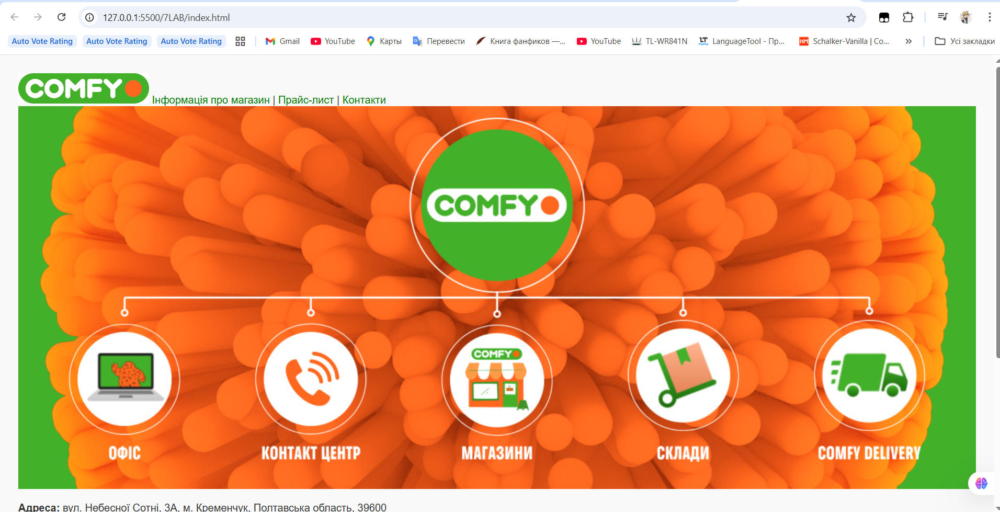 127.0.0.1:5500/7LAB/index.html
Auto Vote Rating Auto Vote Rating Auto Vote Rating Gmail YouTube Карты Перевести Книга фанфиков —... YouTube TL-WR841N LT LanguageTool - Пр... HM Schalker-Vanilla | Co... » Усі закладки
COMFY Інформація про магазин | Прайс-лист | Контакти
COMFY
COMFY
ОФІС КОНТАКТ ЦЕНТР МАГАЗИНИ СКЛАДИ COMFY DELIVERY
Адреса: вул. Небесної Сотні, 3А, м. Кременчук, Полтавська область, 39600